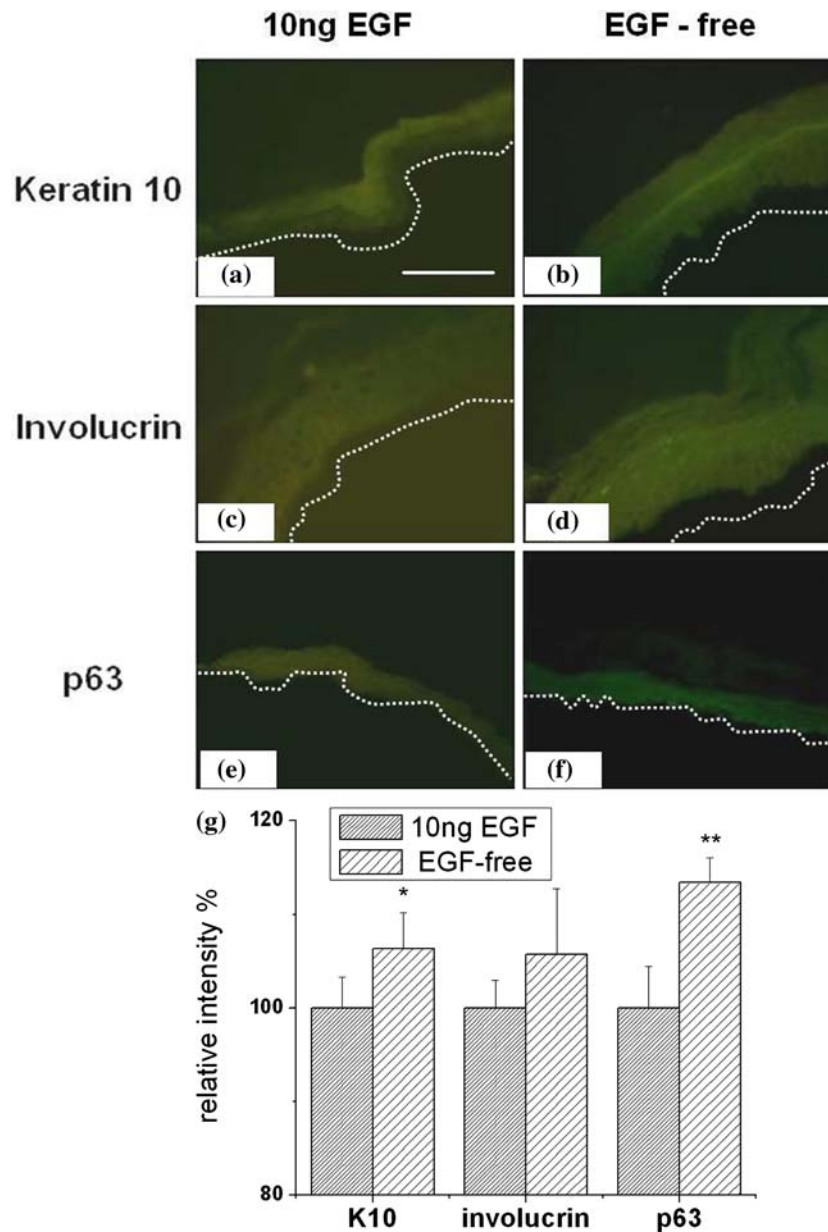 10ng EGF EGF - free
Keratin 10
(a) (b)
Involucrin
(c) (d)
p63
(e) (f)
(g)
120
10ng EGF
EGF-free
* **
100
80
relative intensity %
K10 involucrin p63